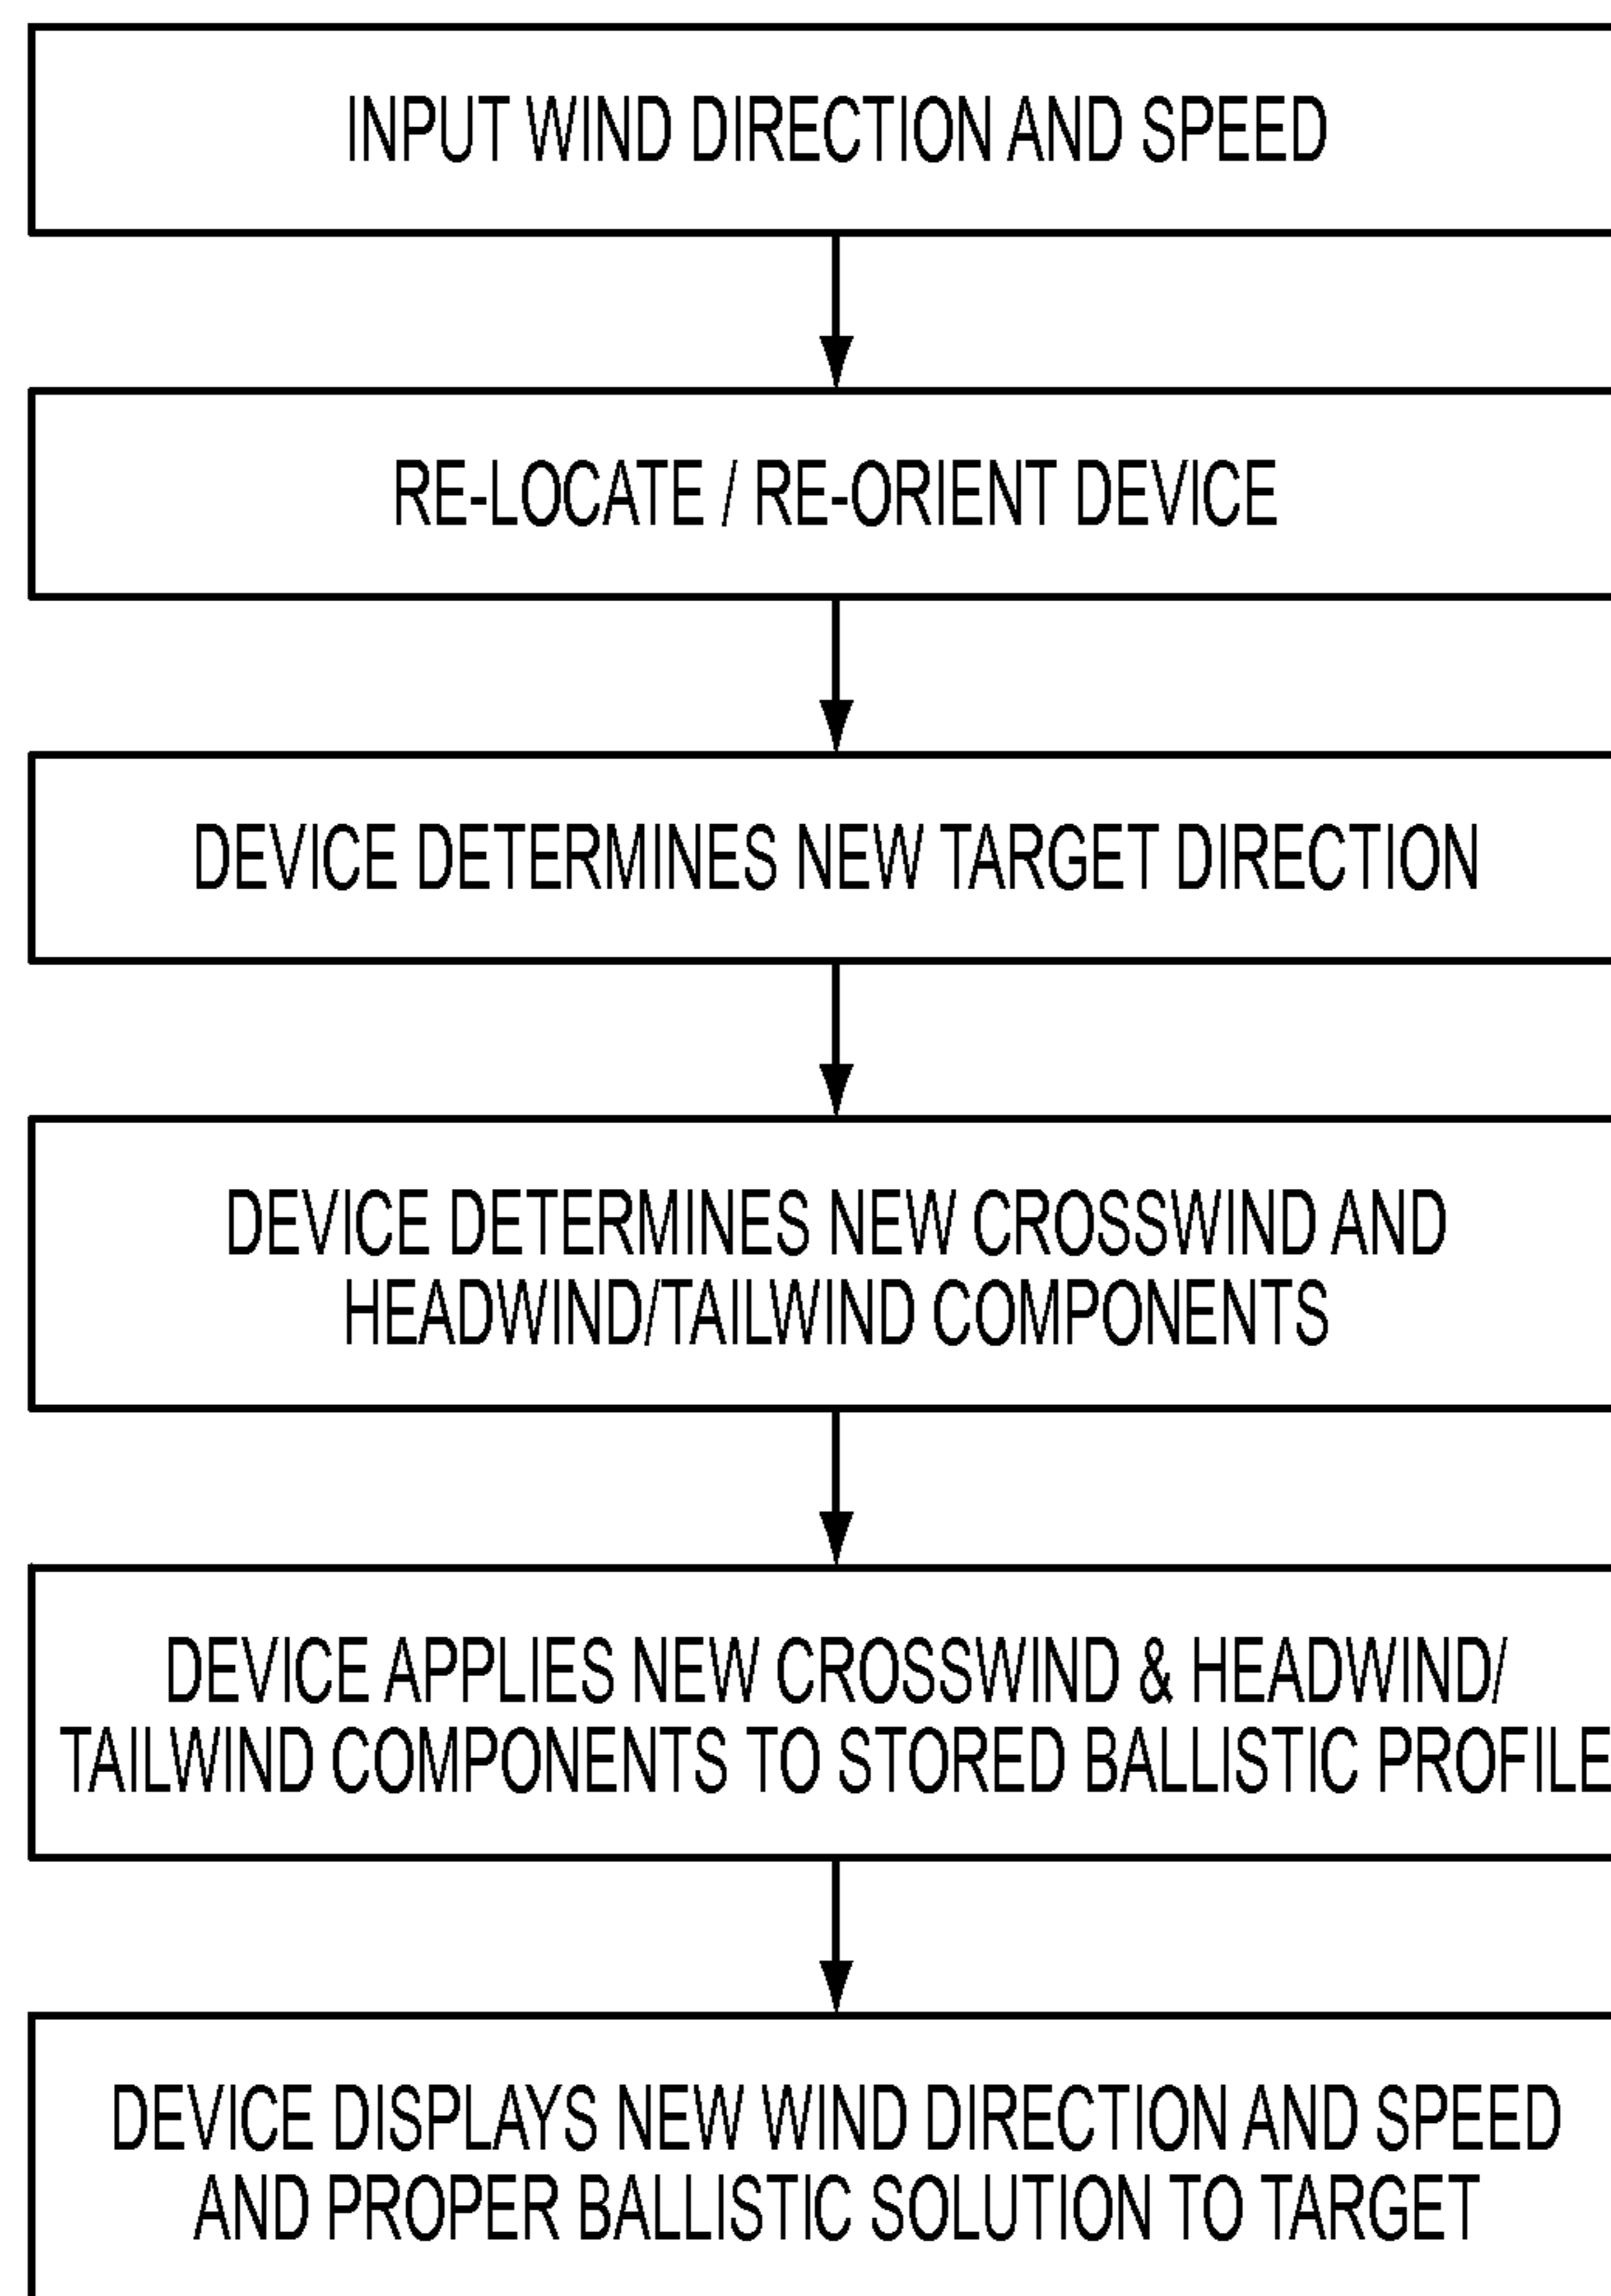 INPUT WIND DIRECTION AND SPEED
RE-LOCATE / RE-ORIENT DEVICE
DEVICE DETERMINES NEW TARGET DIRECTION
DEVICE DETERMINES NEW CROSSWIND AND
HEADWIND/TAILWIND COMPONENTS
DEVICE APPLIES NEW CROSSWIND & HEADWIND/
TAILWIND COMPONENTS TO STORED BALLISTIC PROFILE
DEVICE DISPLAYS NEW WIND DIRECTION AND SPEED
AND PROPER BALLISTIC SOLUTION TO TARGET